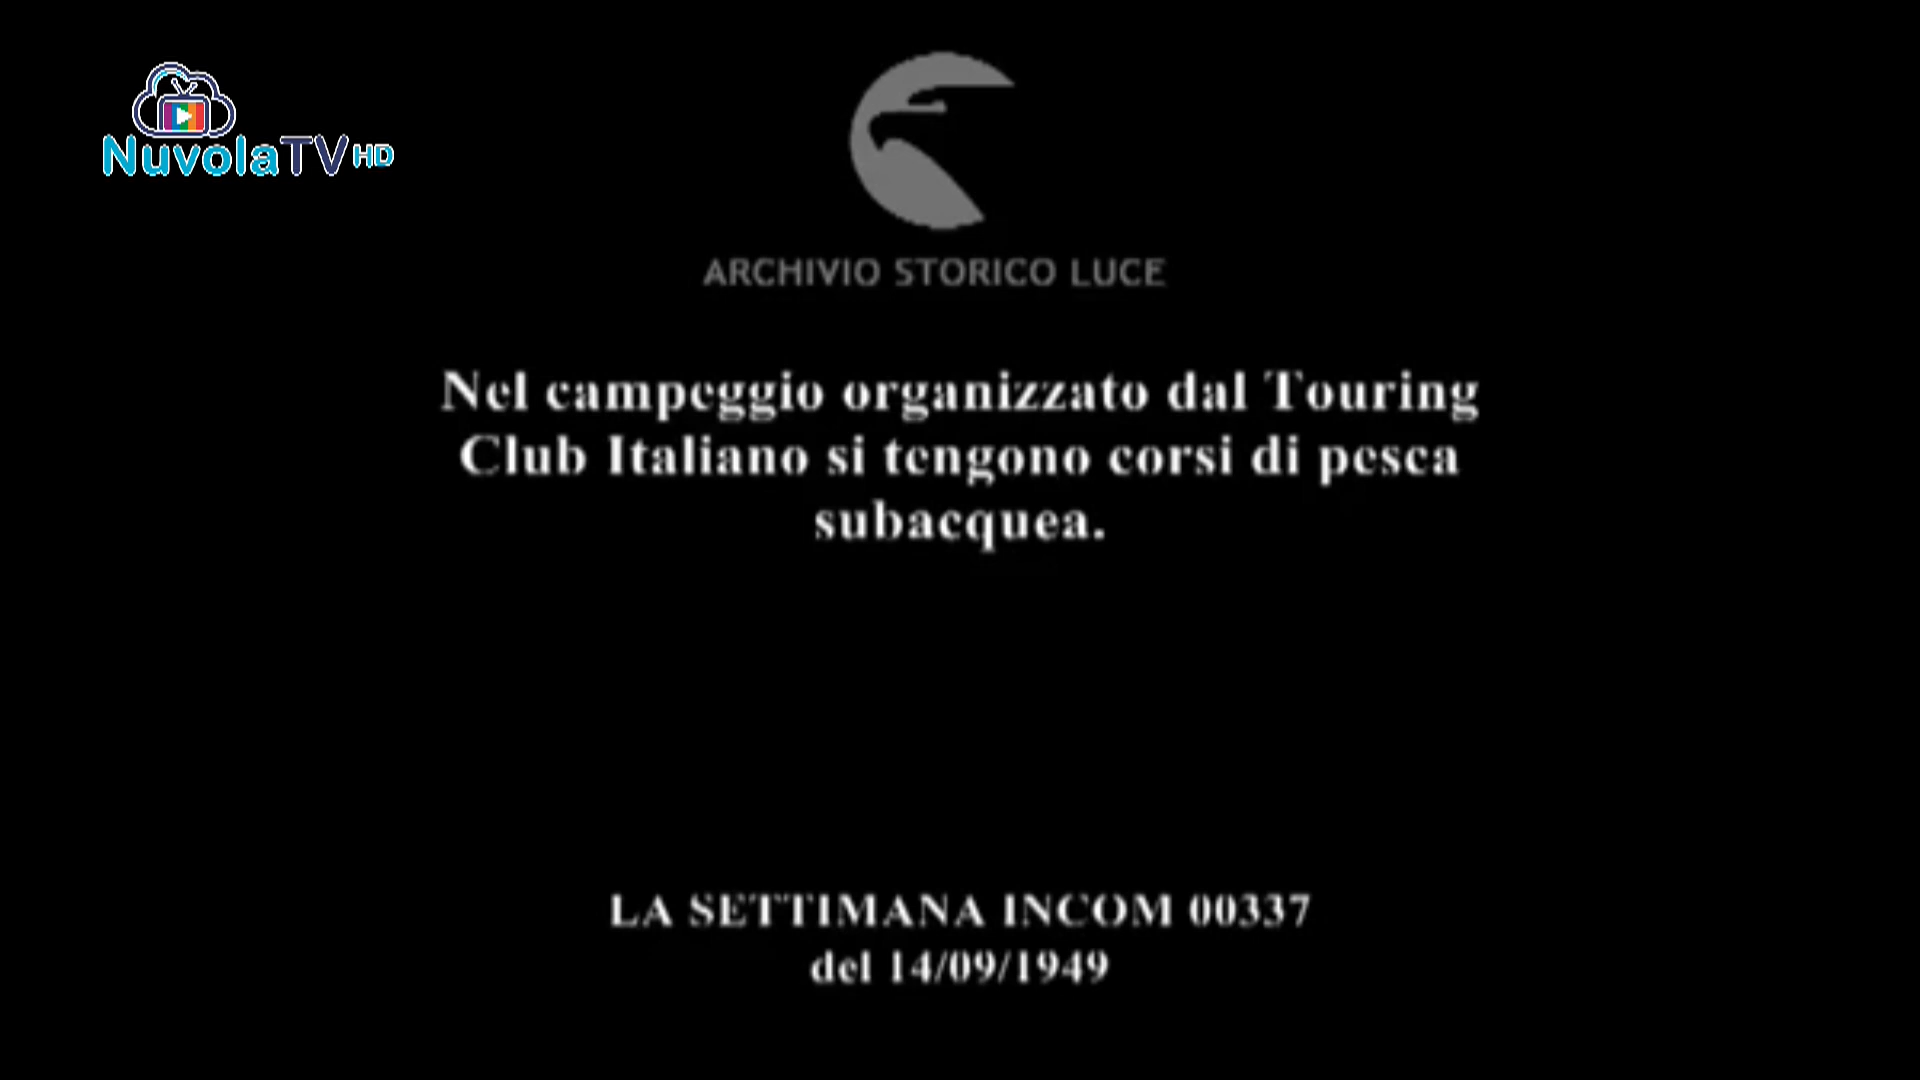 NuvolaTV HD
ARCHIVIO STORICO LUCE
Nel campeggio organizzato dal Touring
Club Italiano si tengono corsi di pesca
subacquea.
LA SETTIMANA INCOM 00337
del 14/09/1949